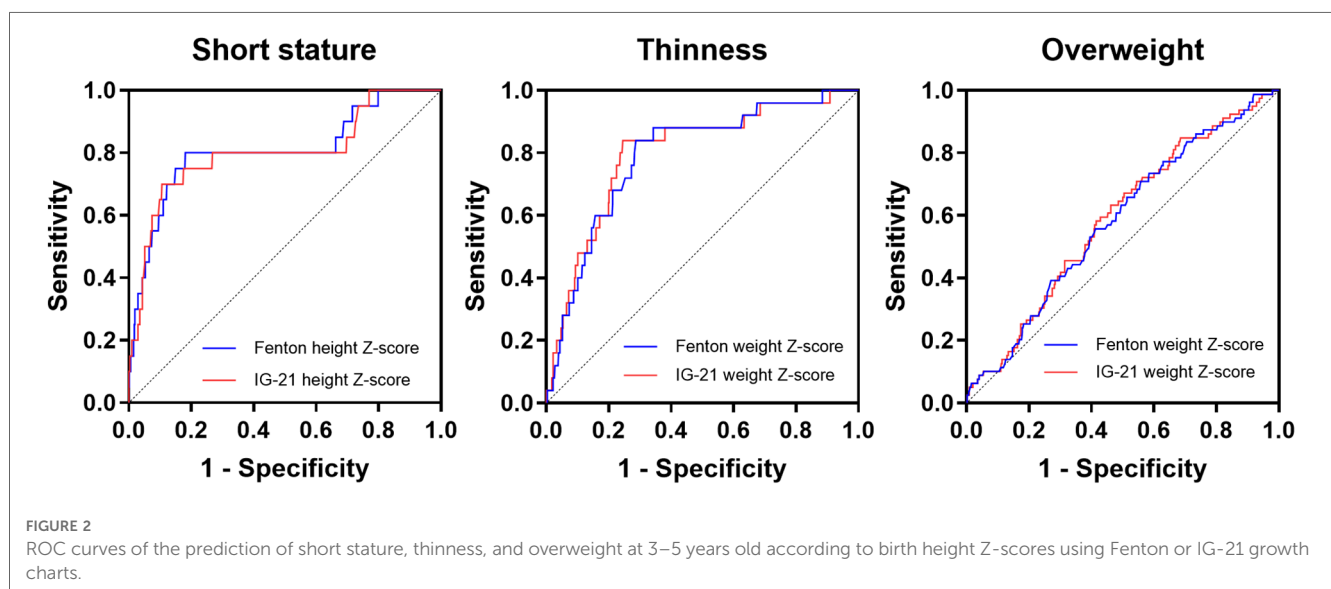 Short stature
Thinness
Overweight
Sensitivity
1.0
0.8
0.6
0.4
0.2
0.0
Fenton height Z-score
IG-21 height Z-score
0.0 0.2 0.4 0.6 0.8 1.0
1 - Specificity
Sensitivity
1.0
0.8
0.6
0.4
0.2
0.0
Fenton weight Z-score
IG-21 weight Z-score
0.0 0.2 0.4 0.6 0.8 1.0
1 - Specificity
Sensitivity
1.0
0.8
0.6
0.4
0.2
0.0
Fenton weight Z-score
IG-21 weight Z-score
0.0 0.2 0.4 0.6 0.8 1.0
1 - Specificity
FIGURE 2
ROC curves of the prediction of short stature, thinness, and overweight at 3–5 years old according to birth height Z-scores using Fenton or IG-21 growth
charts.